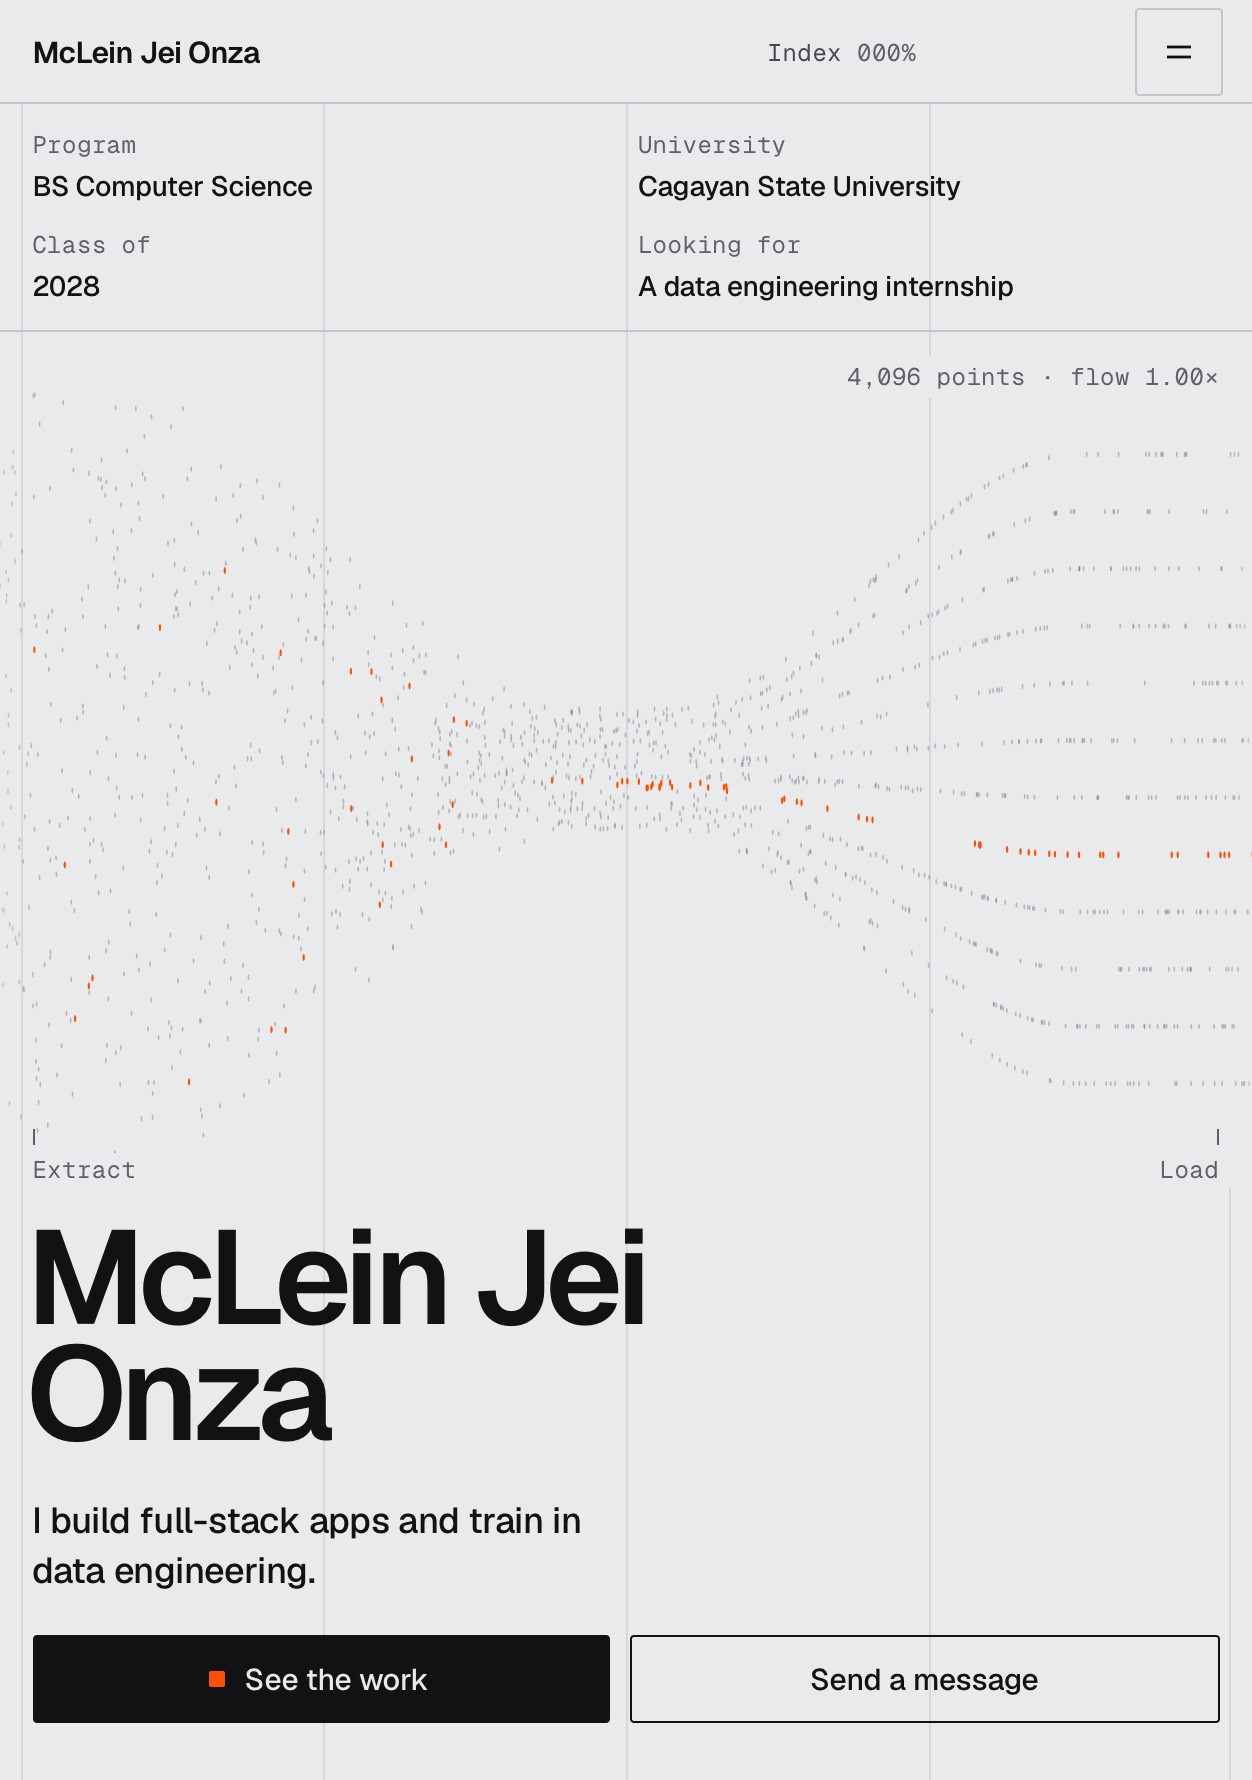 McLein Jei Onza
Index 000%
Program
BS Computer Science
University
Cagayan State University
Class of
2028
Looking for
A data engineering internship
4,096 points · flow 1.00×
Extract
Load
McLein Jei
Onza
I build full-stack apps and train in
data engineering.
See the work
Send a message